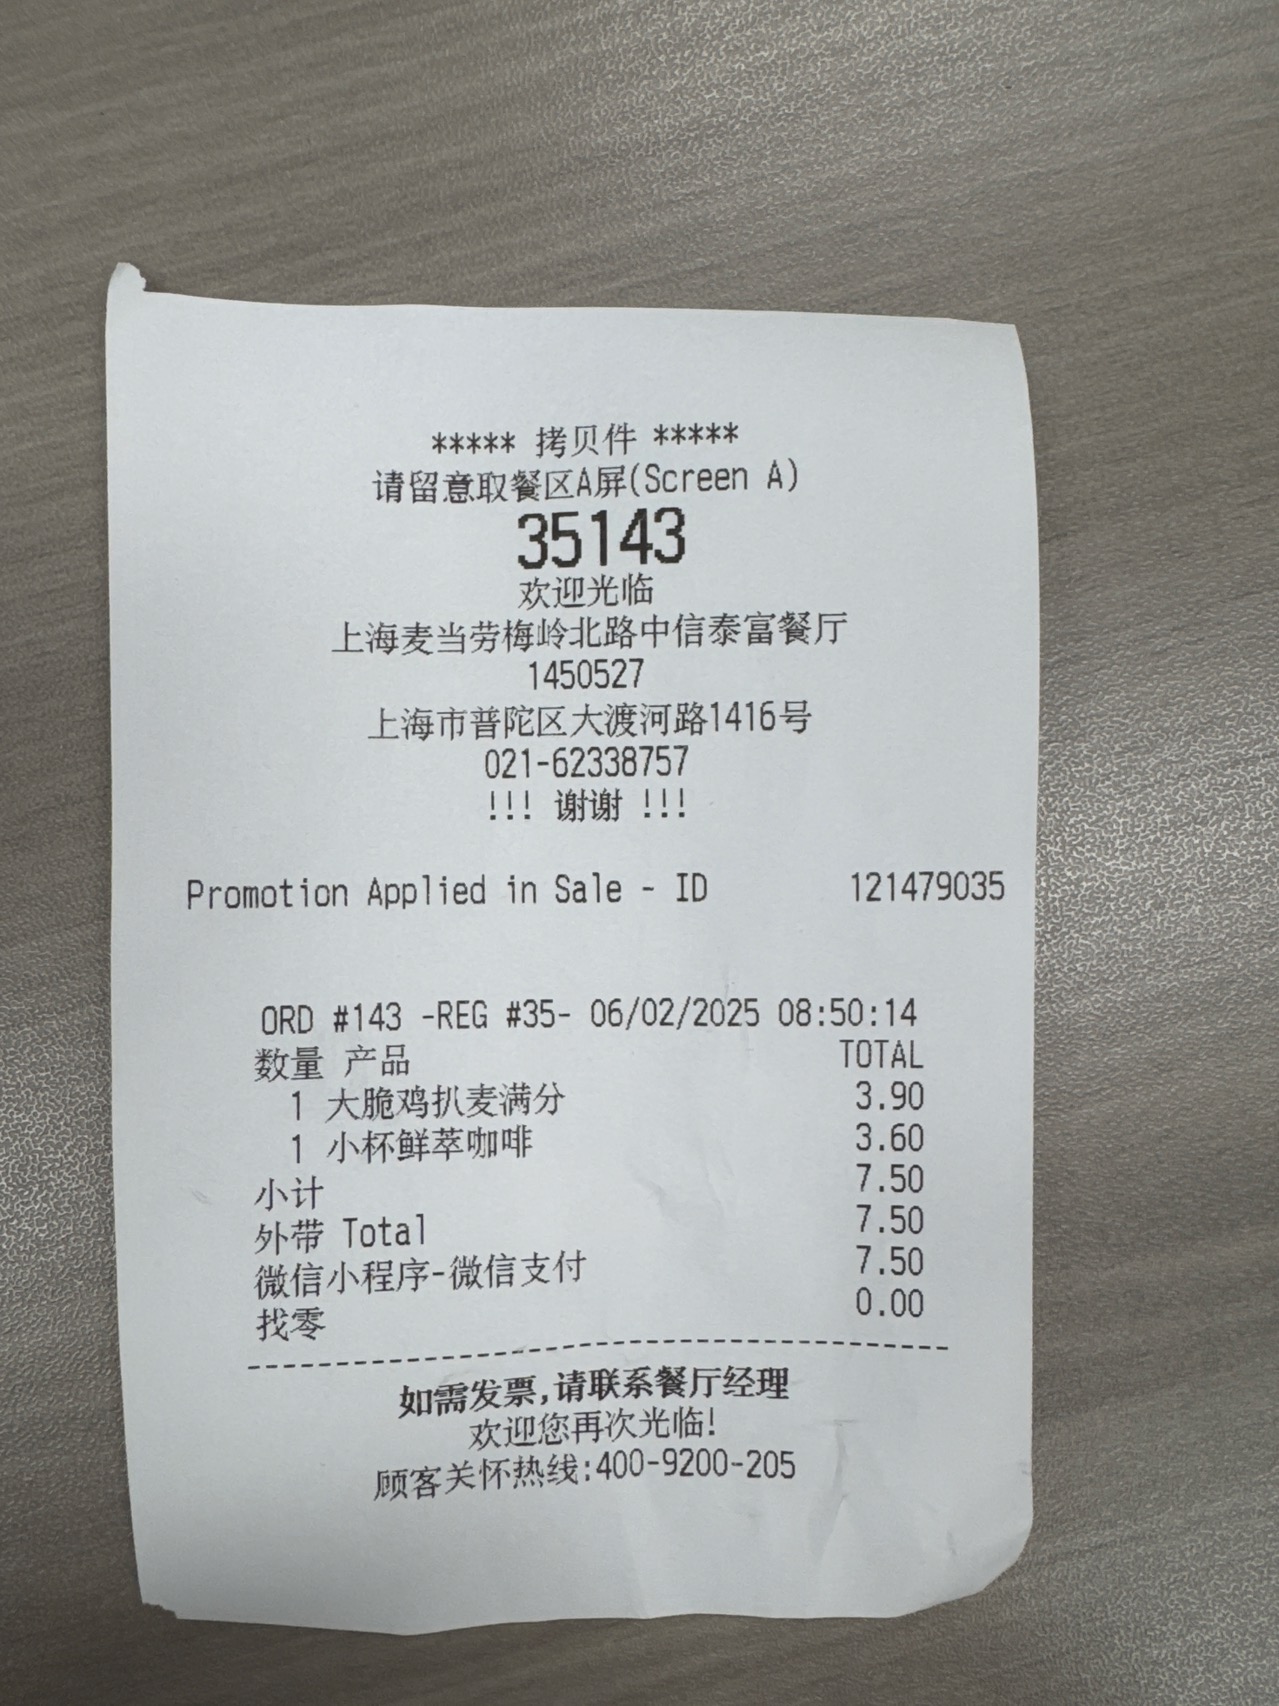 ***** 拷贝件 *****
请留意取餐区A屏(Screen A)
35143
欢迎光临
上海麦当劳梅岭北路中信泰富餐厅
1450527
上海市普陀区大渡河路1416号
021-62338757
!!! 谢谢 !!!
Promotion Applied in Sale - ID 121479035
ORD #143 -REG #35- 06/02/2025 08:50:14
数量 产品 TOTAL
1 大脆鸡扒麦满分 3.90
1 小杯鲜萃咖啡 3.60
小计 7.50
外带 Total 7.50
微信小程序-微信支付 7.50
找零 0.00
--------------------------------------
如需发票,请联系餐厅经理
欢迎您再次光临!
顾客关怀热线:400-9200-205